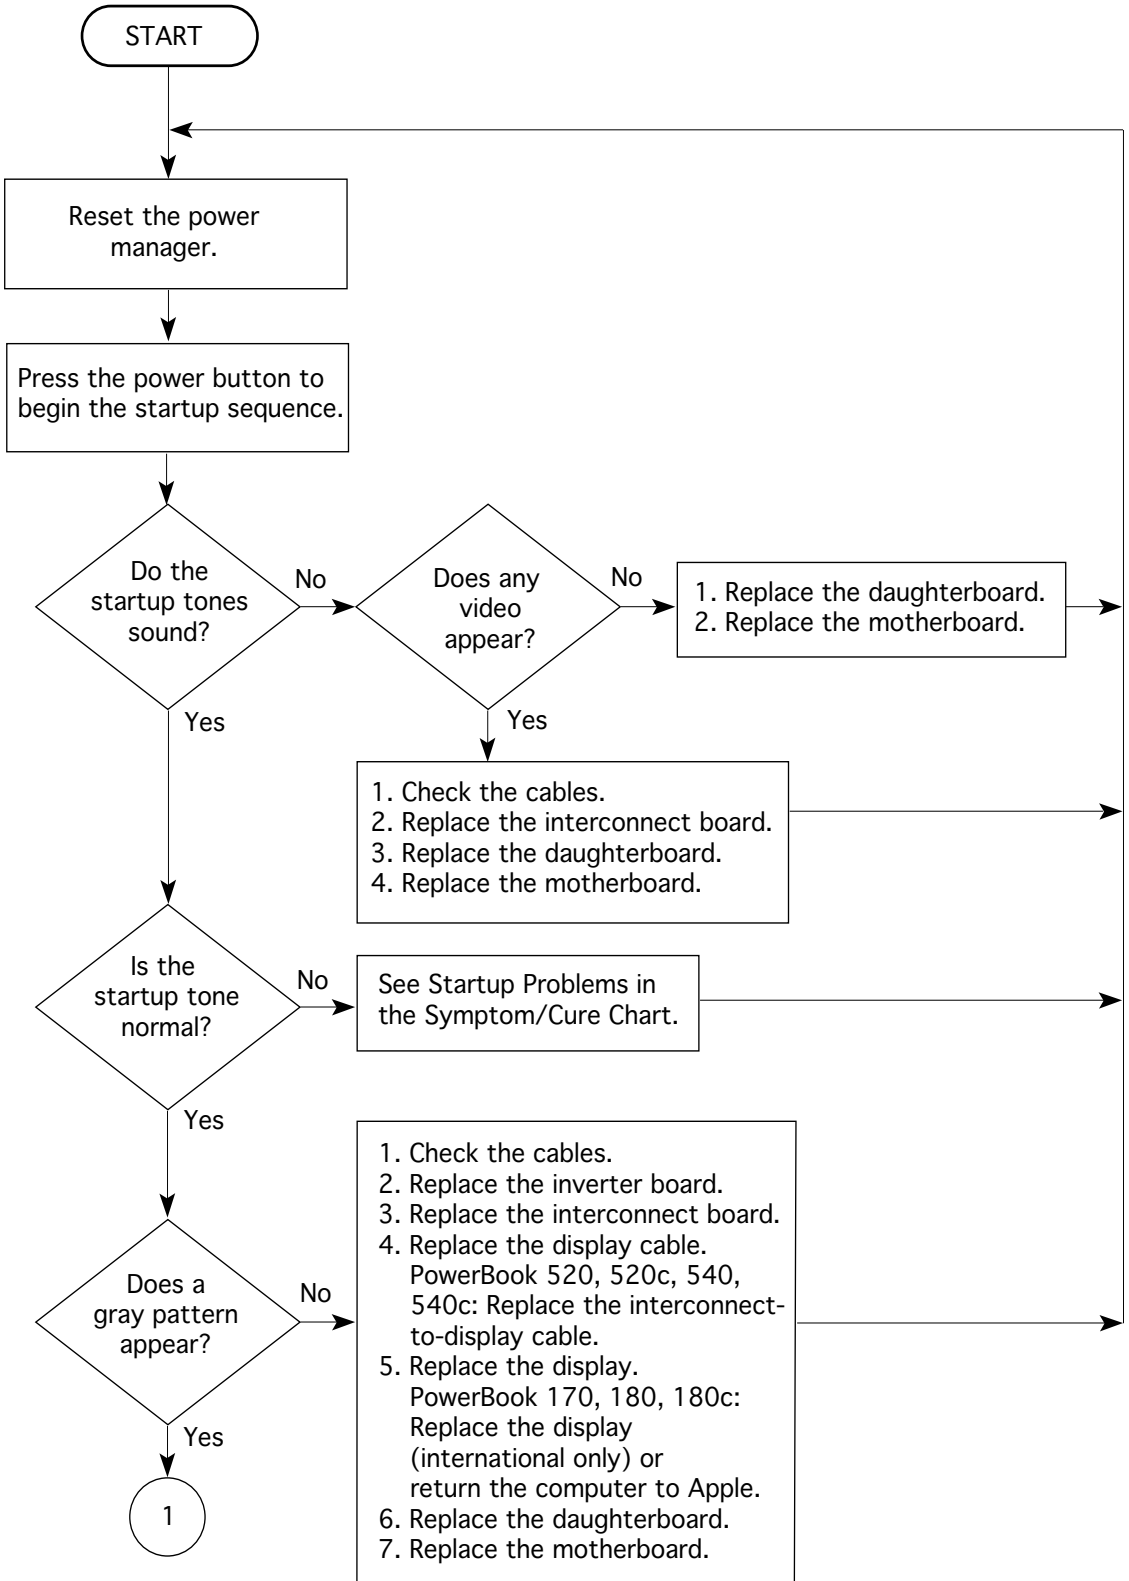 START
Reset the power
manager.
Press the power button to
begin the startup sequence.
Do the
startup tones
sound?
No
Does any
video
appear?
No
1. Replace the daughterboard.
2. Replace the motherboard.
Yes
Yes
1. Check the cables.
2. Replace the interconnect board.
3. Replace the daughterboard.
4. Replace the motherboard.
Is the
startup tone
normal?
No
See Startup Problems in
the Symptom/Cure Chart.
Yes
Does a
gray pattern
appear?
No
1. Check the cables.
2. Replace the inverter board.
3. Replace the interconnect board.
4. Replace the display cable.
PowerBook 520, 520c, 540,
540c: Replace the interconnect-
to-display cable.
5. Replace the display.
PowerBook 170, 180, 180c:
Replace the display
(international only) or
return the computer to Apple.
6. Replace the daughterboard.
7. Replace the motherboard.
Yes
1